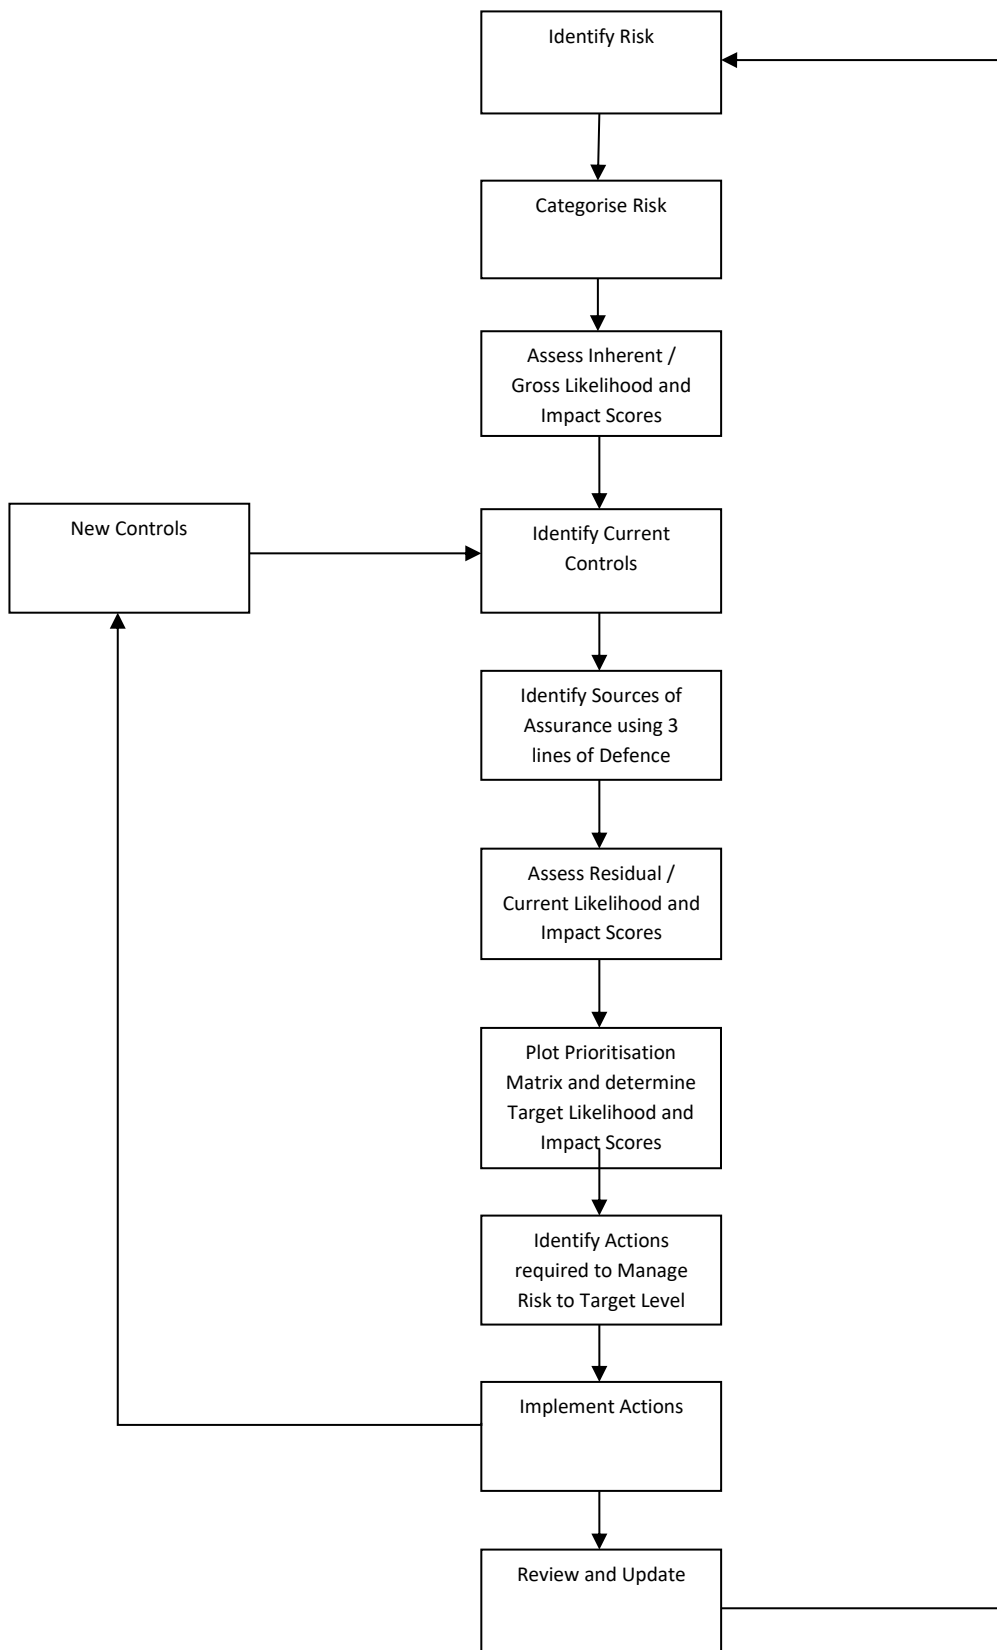 Identify Risk
Categorise Risk
Assess Inherent /
Gross Likelihood and
Impact Scores
New Controls
Identify Current
Controls
Identify Sources of
Assurance using 3
lines of Defence
Assess Residual /
Current Likelihood and
Impact Scores
Plot Prioritisation
Matrix and determine
Target Likelihood and
Impact Scores
Identify Actions
required to Manage
Risk to Target Level
Implement Actions
Review and Update